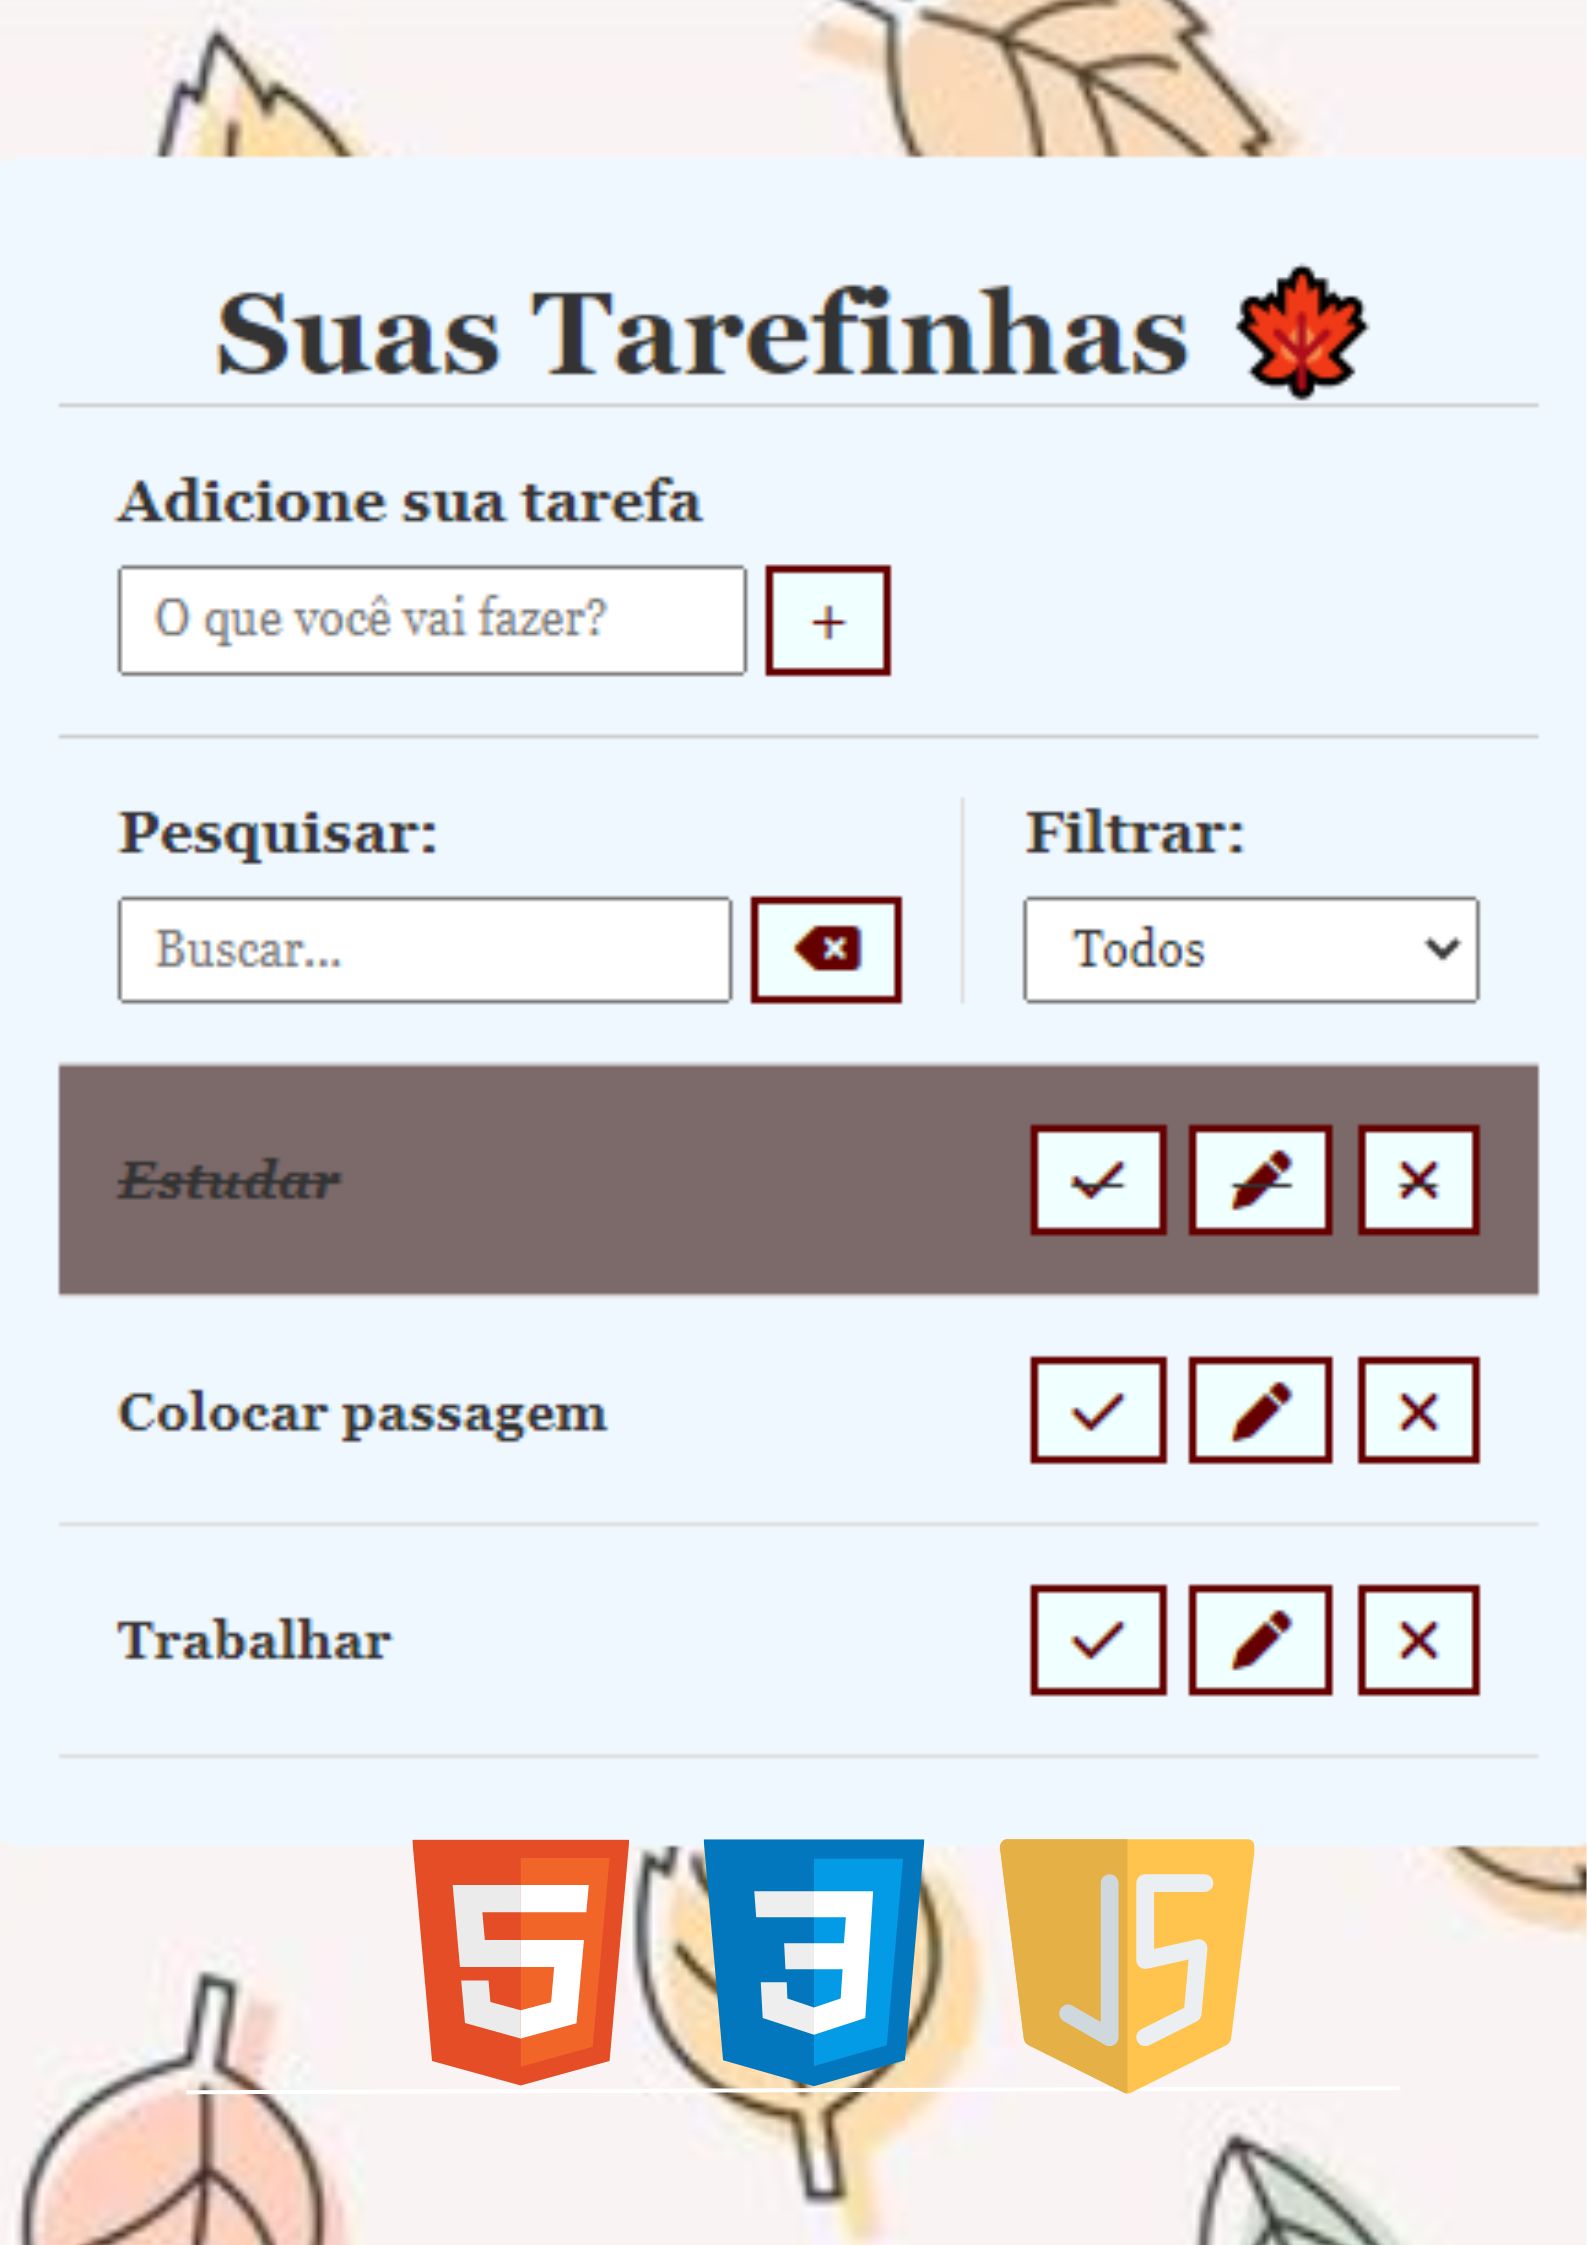 Suas Tarefinhas
Adicione sua tarefa
O que você vai fazer?
+
Pesquisar:
Filtrar:
Buscar...
Todos
Estudar
Colocar passagem
Trabalhar
5 3 JS